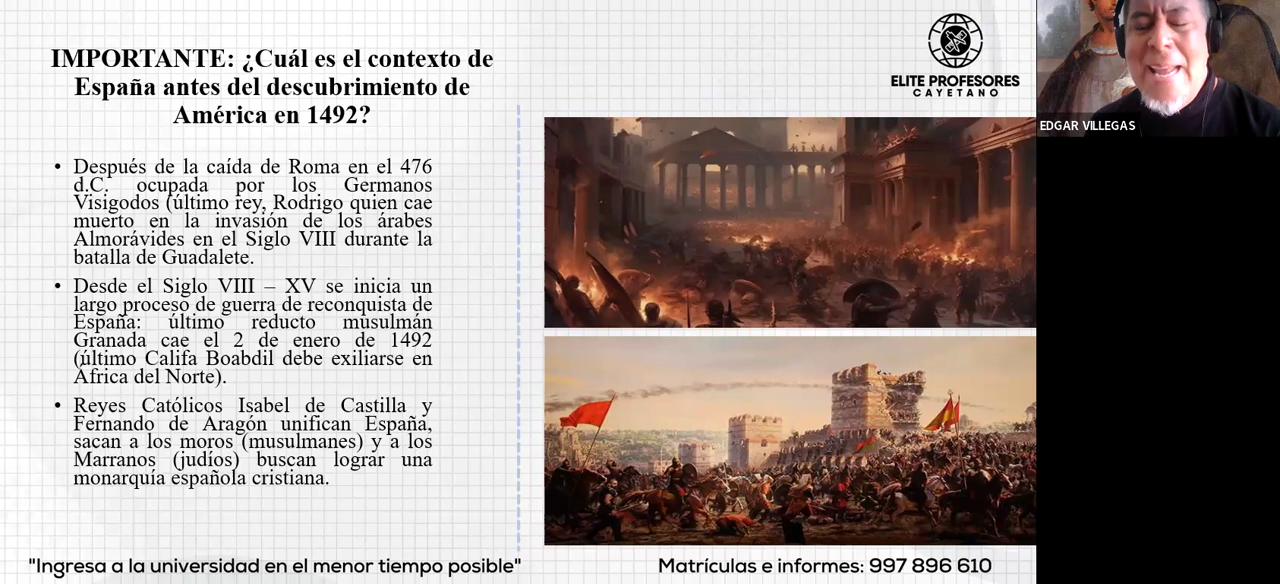 IMPORTANTE: ¿Cuál es el contexto de
España antes del descubrimiento de
América en 1492?
• Después de la caída de Roma en el 476
d.C. ocupada por los Germanos
Visigodos (último rey, Rodrigo quien cae
muerto en la invasión de los árabes
Almorávides en el Siglo VIII durante la
batalla de Guadalete.
• Desde el Siglo VIII – XV se inicia un
largo proceso de guerra de reconquista de
España: último reducto musulmán
Granada cae el 2 de enero de 1492
(último Califa Boabdil debe exiliarse en
África del Norte).
• Reyes Católicos Isabel de Castilla y
Fernando de Aragón unifican España,
sacan a los moros (musulmanes) y a los
Marranos (judíos) buscan lograr una
monarquía española cristiana.
ELITE PROFESORES
CAYETANO
EDGAR VILLEGAS
"Ingresa a la universidad en el menor tiempo posible"
Matrículas e informes: 997 896 610